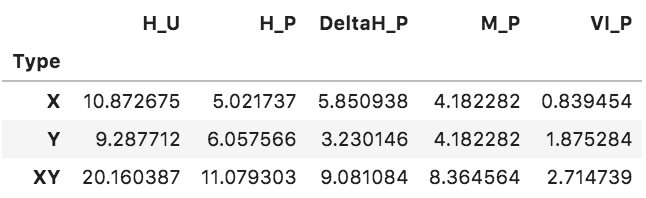 H_U H_P DeltaH_P M_P VI_P
Type
X 10.872675 5.021737 5.850938 4.182282 0.839454
Y 9.287712 6.057566 3.230146 4.182282 1.875284
XY 20.160387 11.079303 9.081084 8.364564 2.714739